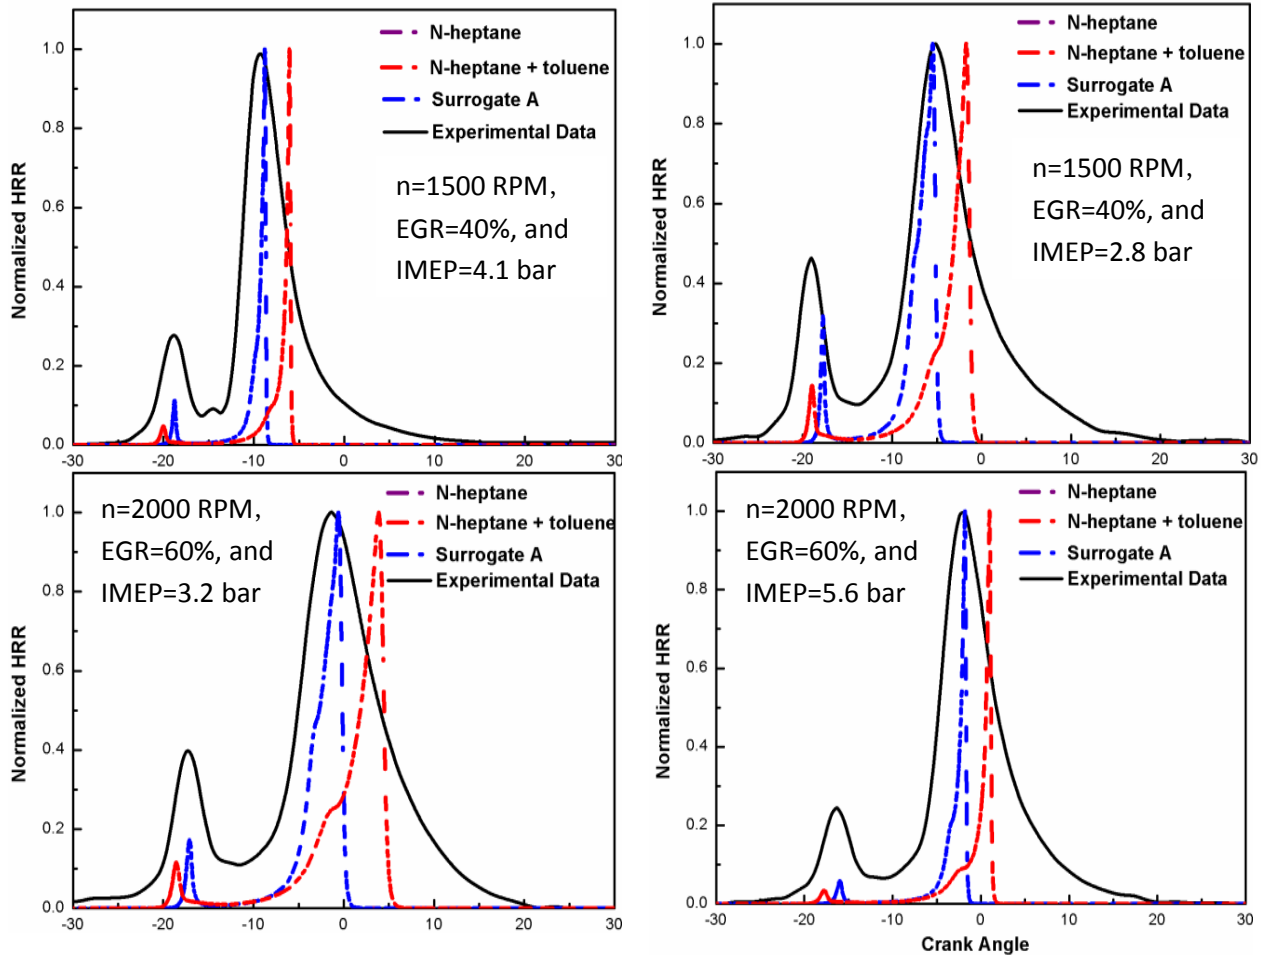 N-heptane
N-heptane + toluene
Surrogate A
Experimental Data
n=1500 RPM,
EGR=40%, and
IMEP=4.1 bar
Normalized HRR
1.0
0.8
0.6
0.4
0.2
0.0
-30 -20 -10 0 10 20 30
N-heptane
N-heptane + toluene
Surrogate A
Experimental Data
n=1500 RPM,
EGR=40%, and
IMEP=2.8 bar
Normalized HRR
1.0
0.8
0.6
0.4
0.2
0.0
-30 -20 -10 0 10 20 30
N-heptane
N-heptane + toluene
Surrogate A
Experimental Data
n=2000 RPM,
EGR=60%, and
IMEP=3.2 bar
Normalized HRR
1.0
0.8
0.6
0.4
0.2
0.0
-30 -20 -10 0 10 20 30
N-heptane
N-heptane + toluene
Surrogate A
Experimental Data
n=2000 RPM,
EGR=60%, and
IMEP=5.6 bar
Normalized HRR
1.0
0.8
0.6
0.4
0.2
0.0
-30 -20 -10 0 10 20 30
Crank Angle